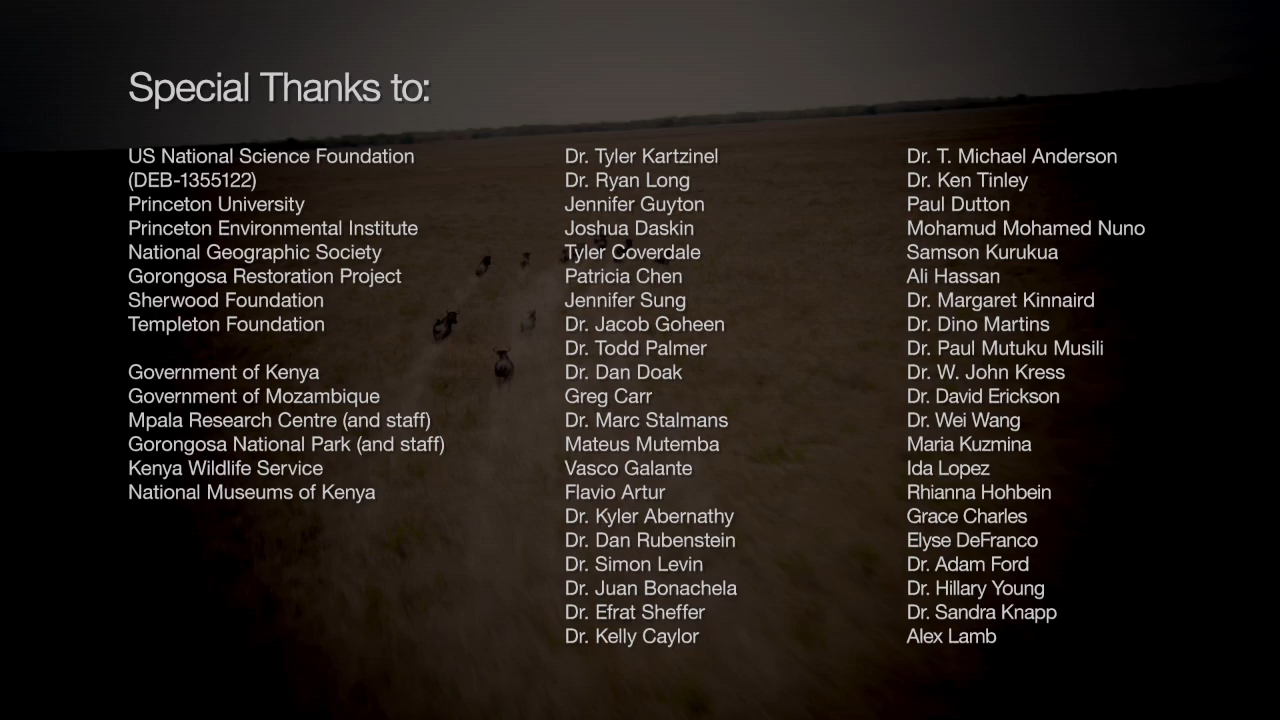 Special Thanks to:
US National Science Foundation
(DEB-1355122)
Princeton University
Princeton Environmental Institute
National Geographic Society
Gorongosa Restoration Project
Sherwood Foundation
Templeton Foundation
Government of Kenya
Government of Mozambique
Mpala Research Centre (and staff)
Gorongosa National Park (and staff)
Kenya Wildlife Service
National Museums of Kenya
Dr. Tyler Kartzinel
Dr. Ryan Long
Jennifer Guyton
Joshua Daskin
Tyler Coverdale
Patricia Chen
Jennifer Sung
Dr. Jacob Goheen
Dr. Todd Palmer
Dr. Dan Doak
Greg Carr
Dr. Marc Stalmans
Mateus Mutemba
Vasco Galante
Flavio Artur
Dr. Kyler Abernathy
Dr. Dan Rubenstein
Dr. Simon Levin
Dr. Juan Bonachela
Dr. Efrat Sheffer
Dr. Kelly Caylor
Dr. T. Michael Anderson
Dr. Ken Tinley
Paul Dutton
Mohamud Mohamed Nuno
Samson Kurukua
Ali Hassan
Dr. Margaret Kinnaird
Dr. Dino Martins
Dr. Paul Mutuku Musili
Dr. W. John Kress
Dr. David Erickson
Dr. Wei Wang
Maria Kuzmina
Ida Lopez
Rhianna Hohbein
Grace Charles
Elyse DeFranco
Dr. Adam Ford
Dr. Hillary Young
Dr. Sandra Knapp
Alex Lamb